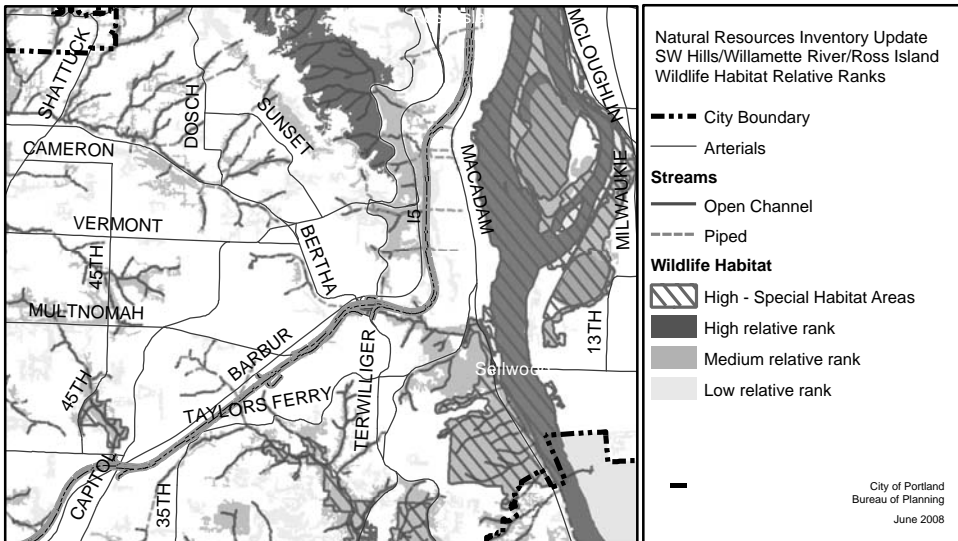 SHATTUCK
DOSCH
SUNSET
CAMERON
VERMONT
45TH
BERTHA
I5
MACADAM
MCLOUGHLIN
MILWAUKIE
MULTNOMAH
BARBUR
13TH
45TH
TAYLORS FERRY
TERWILLIGER
Sellwood
CAPITOL
35TH
Natural Resources Inventory Update
SW Hills/Willamette River/Ross Island
Wildlife Habitat Relative Ranks
City Boundary
Arterials
Streams
Open Channel
Piped
Wildlife Habitat
High - Special Habitat Areas
High relative rank
Medium relative rank
Low relative rank
City of Portland
Bureau of Planning
June 2008